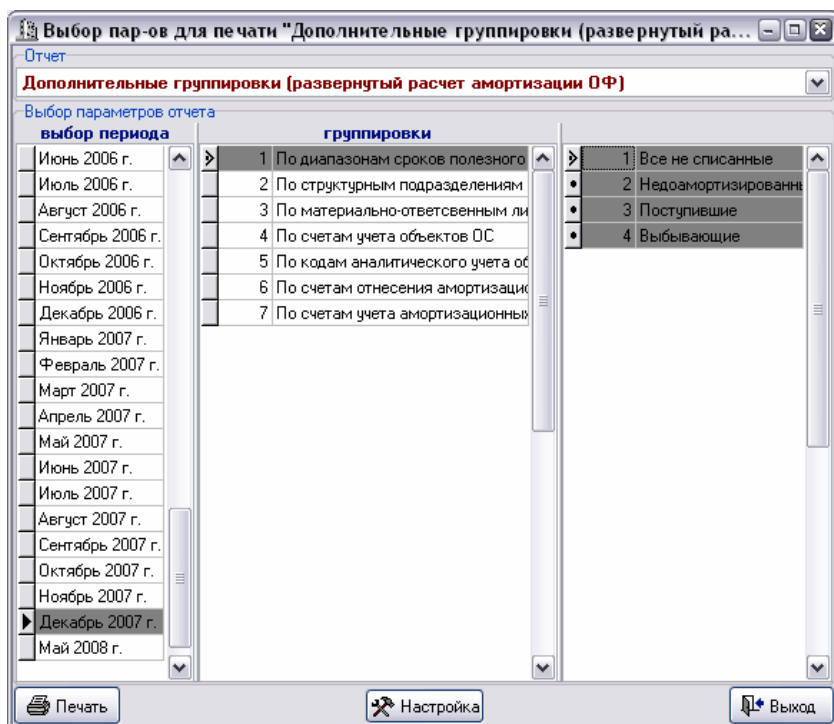 Выбор пар-ов для печати "Дополнительные группировки (развернутый ра...
Отчет
Дополнительные группировки (развернутый расчет амортизации ОФ)
Выбор параметров отчета
выбор периода
Июнь 2006 г.
Июль 2006 г.
Август 2006 г.
Сентябрь 2006 г.
Октябрь 2006 г.
Ноябрь 2006 г.
Декабрь 2006 г.
Январь 2007 г.
Февраль 2007 г.
Март 2007 г.
Апрель 2007 г.
Май 2007 г.
Июнь 2007 г.
Июль 2007 г.
Август 2007 г.
Сентябрь 2007 г.
Октябрь 2007 г.
Ноябрь 2007 г.
Декабрь 2007 г.
Май 2008 г.
группировки
1 По диапазонам сроков полезного
2 По структурным подразделениям
3 По материально-ответсвенным ли
4 По счетам учета объектов ОС
5 По кодам аналитического учета об
6 По счетам отнесения амортизацио
7 По счетам учета амортизационных
1 Все не списанные
2 Недоамортизированны
3 Поступившие
4 Выбывающие
Печать
Настройка
Выход